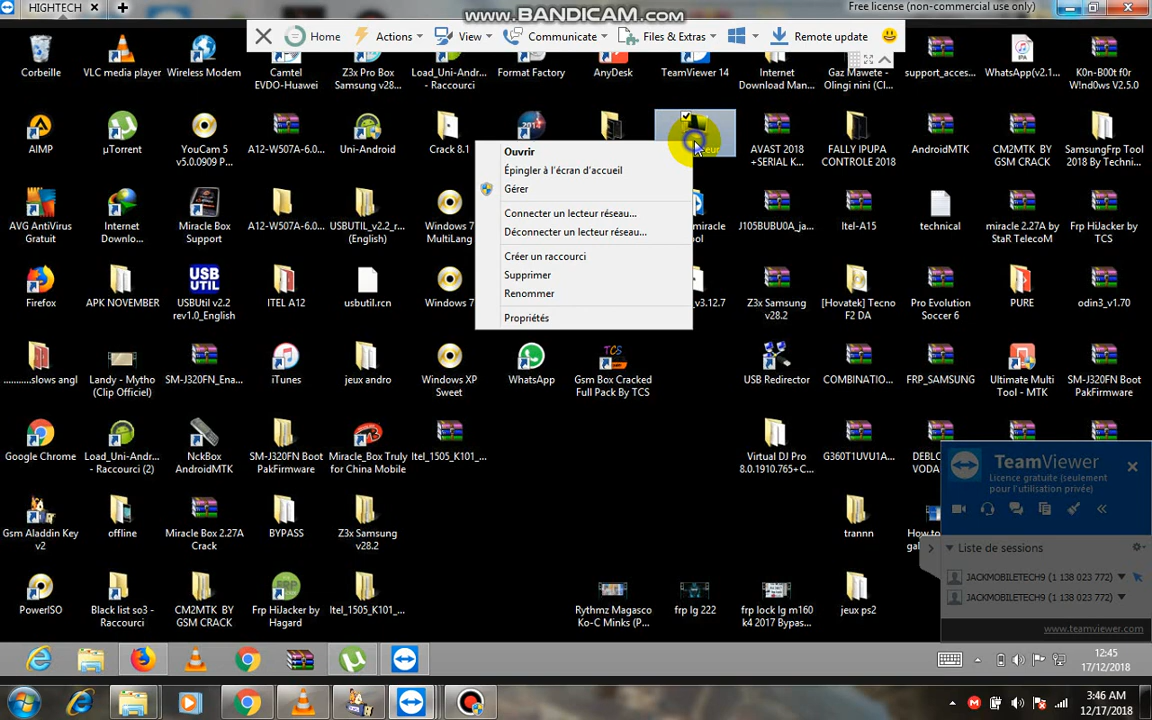 HIGHTECH
www.BANDICAM.com
Free license (non-commercial use only)
Home
Actions
View
Communicate
Files & Extras
Remote update
Corbeille
VLC media player
Wireless Modem
Camtel
EVDO-Huawei
Z3x Pro Box
Samsung v28....
Load_Uni-Andr...
- Raccourci
Format Factory
AnyDesk
TeamViewer 14
Internet
Download Man...
Gaz Mawete -
Olingi nini (Cl...
support_acces...
WhatsApp(v2.1...
K0n-B00t f0r
W!nd0ws V2.5.0
AIMP
µTorrent
YouCam 5
v5.0.0909 P...
A12-W507A-6.0...
Uni-Android
Crack 8.1
2014
AVAST 2018
+SERIAL K...
FALLY IPUPA
CONTROLE 2018
AndroidMTK
CM2MTK BY
GSM CRACK
SamsungFrp Tool
2018 By Techni...
Ouvrir
Épingler à l'écran d'accueil
Gérer
Connecter un lecteur réseau...
Déconnecter un lecteur réseau...
Créer un raccourci
Supprimer
Renommer
Propriétés
AVG AntiVirus
Gratuit
Internet
Downlo...
Miracle Box
Support
A12-W507A-6.0...
USBUTIL_v2.2_r...
(English)
Windows 7
MultiLang
J105BUBU0A_ja...
Itel-A15
technical
miracle 2.27A by
StaR TelecoM
Frp HiJacker by
TCS
Firefox
APK NOVEMBER
USB
Util
USBUtil v2.2
rev1.0_English
ITEL A12
usbutil.rcn
Z3x Samsung
v28.2
[Hovatek] Tecno
F2 DA
Pro Evolution
Soccer 6
PURE
odin3_v1.70
...........slows angl
Landy - Mytho
(Clip Officiel)
SM-J320FN_Ena...
iTunes
jeux andro
Windows XP
Sweet
WhatsApp
TCS
Gsm Box Cracked
Full Pack By TCS
USB Redirector
COMBINATIO...
FRP_SAMSUNG
Ultimate Multi
Tool - MTK
SM-J320FN Boot
PakFirmware
Google Chrome
Load_Uni-Android
- Raccourci (2)
NckBox
AndroidMTK
SM-J320FN Boot
PakFirmware
Miracle_Box Truly
for China Mobile
Itel_1505_K101_...
Virtual DJ Pro
8.0.1910.765+C...
G360T1UVU1A...
TeamViewer
Licence gratuite (seulement
pour l'utilisation privée)
Gsm Aladdin Key
v2
offline
Miracle Box 2.27A
Crack
BYPASS
Z3x Samsung
v28.2
trannn
Liste de sessions
JACKMOBILETECH9 (1 138 023 772)
JACKMOBILETECH9 (1 138 023 772)
PowerISO
Black list so3 -
Raccourci
CM2MTK BY
GSM CRACK
Frp HiJacker by
Hagard
Itel_1505_K101_...
Rythmz Magasco
Ko-C Minks (P...
frp lg 222
frp lock lg m160
k4 2017 Bypas...
jeux ps2
www.teamviewer.com
12:45
17/12/2018
3:46 AM
12/17/2018